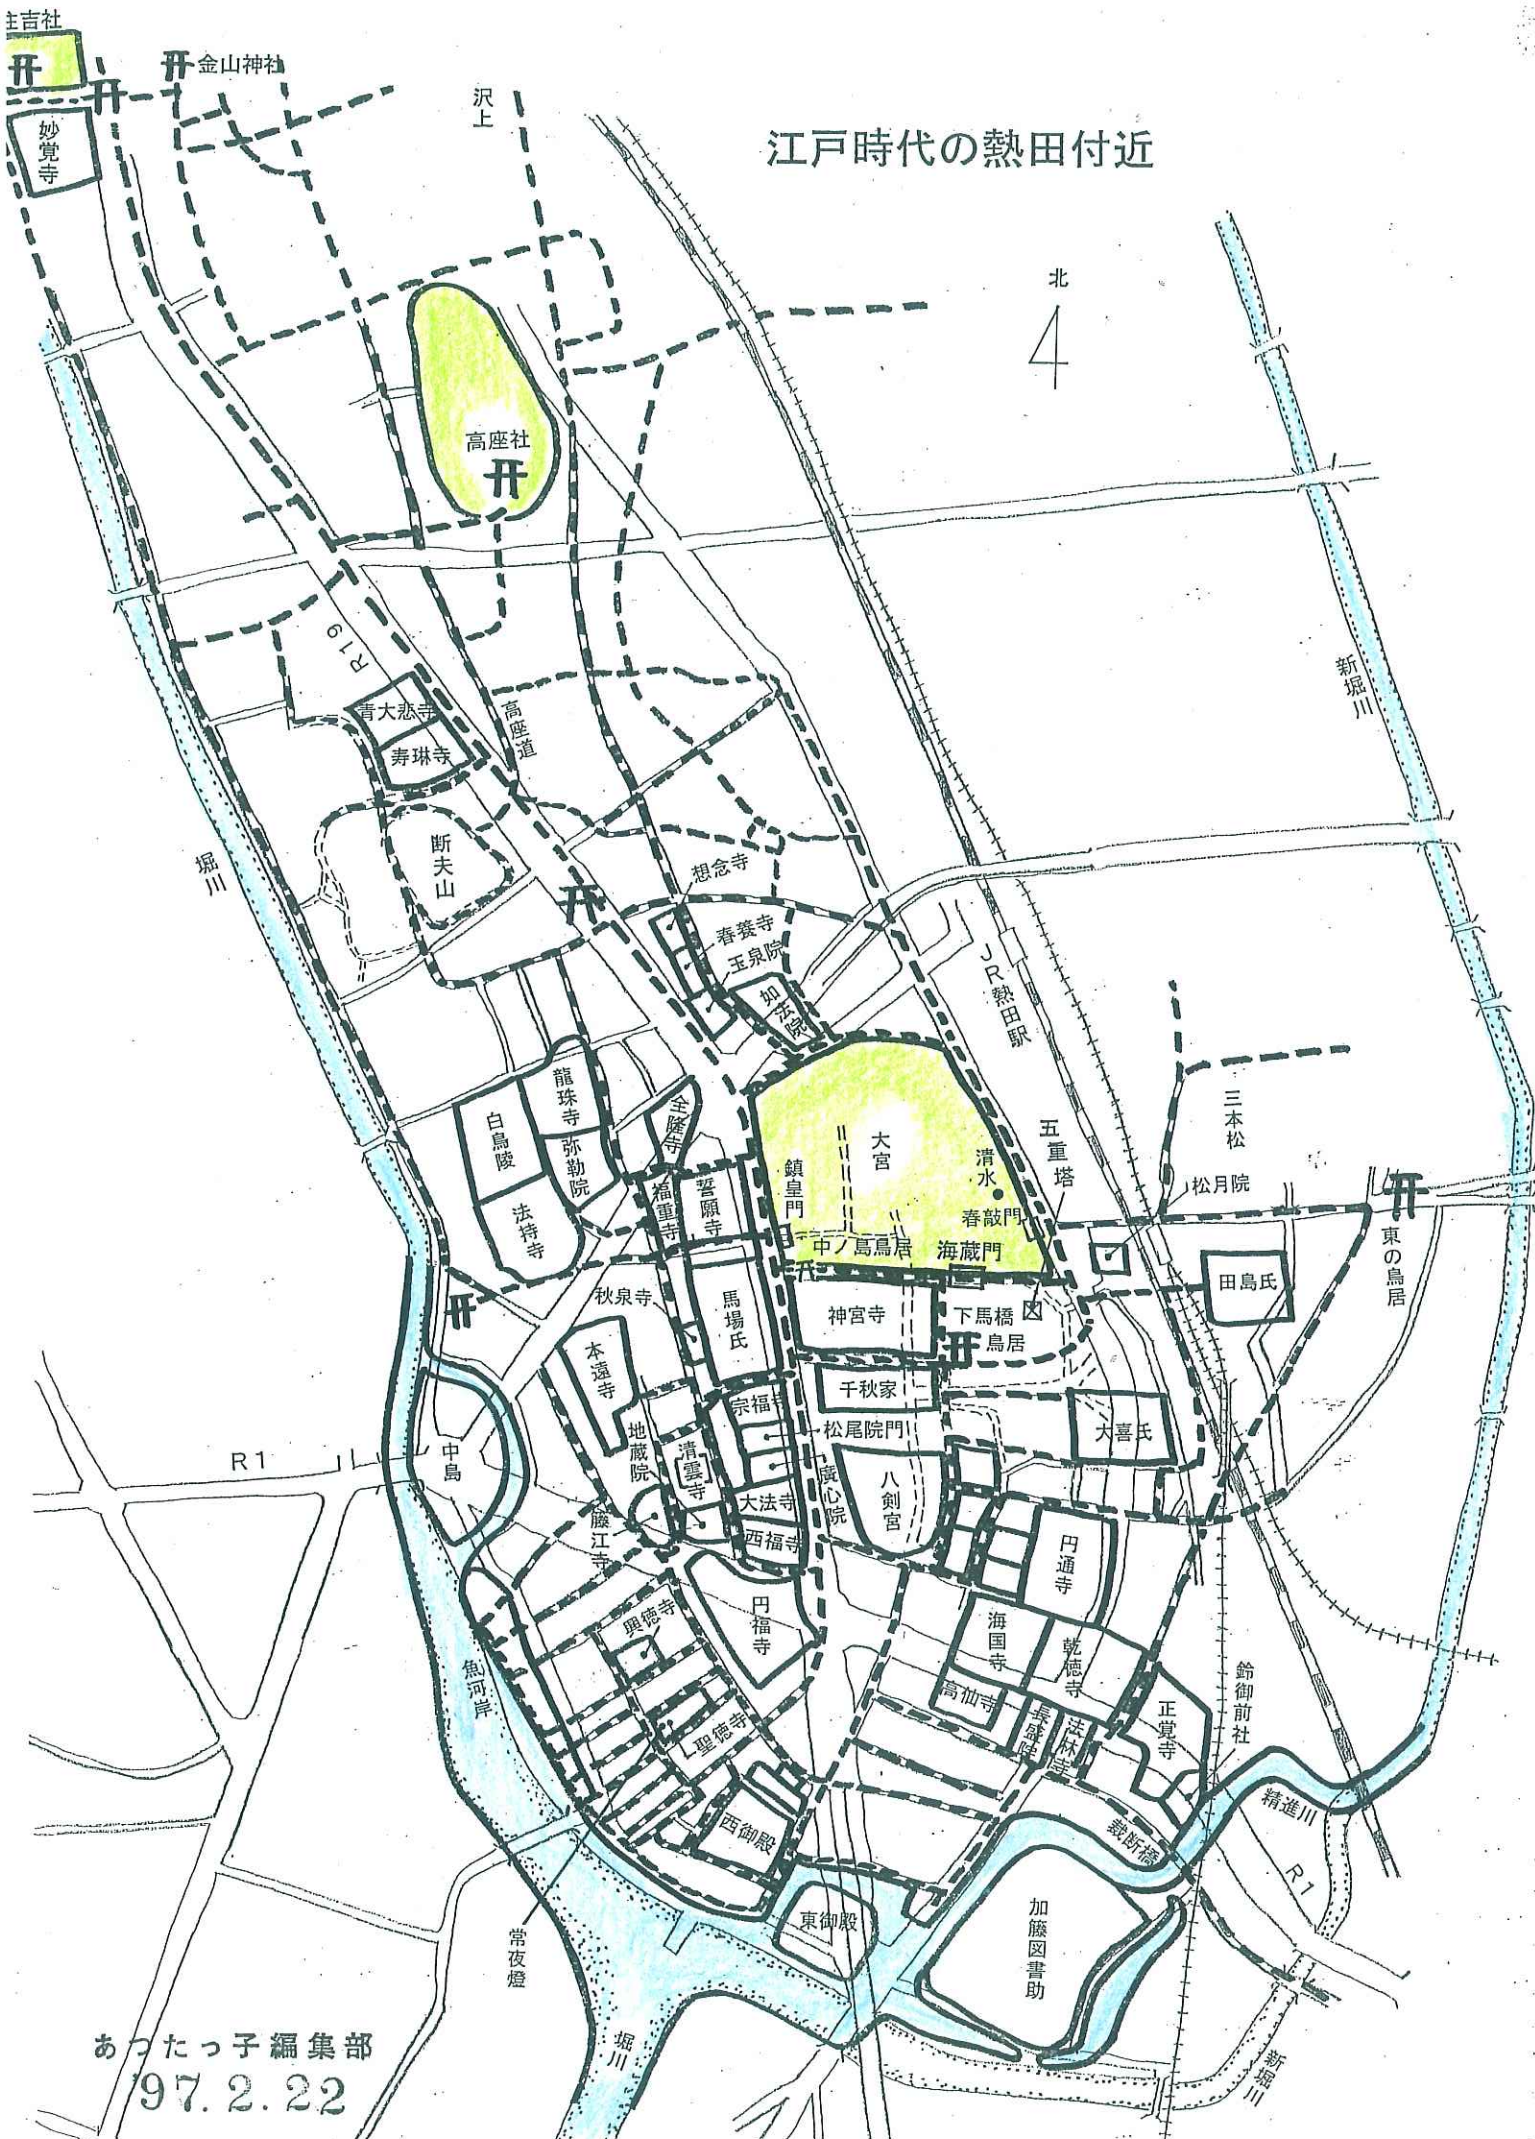 住吉社
金山神社
妙覚寺
沢上
江戸時代の熱田付近
北
高座社
R19
新堀川
青大悲寺
寿琳寺
高座道
断夫山
堀川
想念寺
春養寺
玉泉院
如法院
JR熱田駅
龍珠寺
白鳥陵
弥勒院
法持寺
全隆寺
福重寺
誓願寺
大宮
鎮皇門
清水
春敲門
中ノ島鳥居
海蔵門
五重塔
三本松
松月院
東の鳥居
田島氏
秋泉寺
馬場氏
神宮寺
下馬橋
鳥居
本遠寺
千秋家
宗福寺
松尾院門
大喜氏
地蔵院
清雲寺
廣心院
八剣宮
R1
中島
大法寺
西福寺
藤江寺
円通寺
円福寺
興徳寺
海国寺
乾徳寺
高仙寺
長盛院
法林寺
正覚寺
鈴御前社
魚河岸
聖徳寺
西御殿
精進川
裁断橋
R1
東御殿
加藤図書助
常夜燈
堀川
新堀川
あつたっ子編集部
'97.2.22